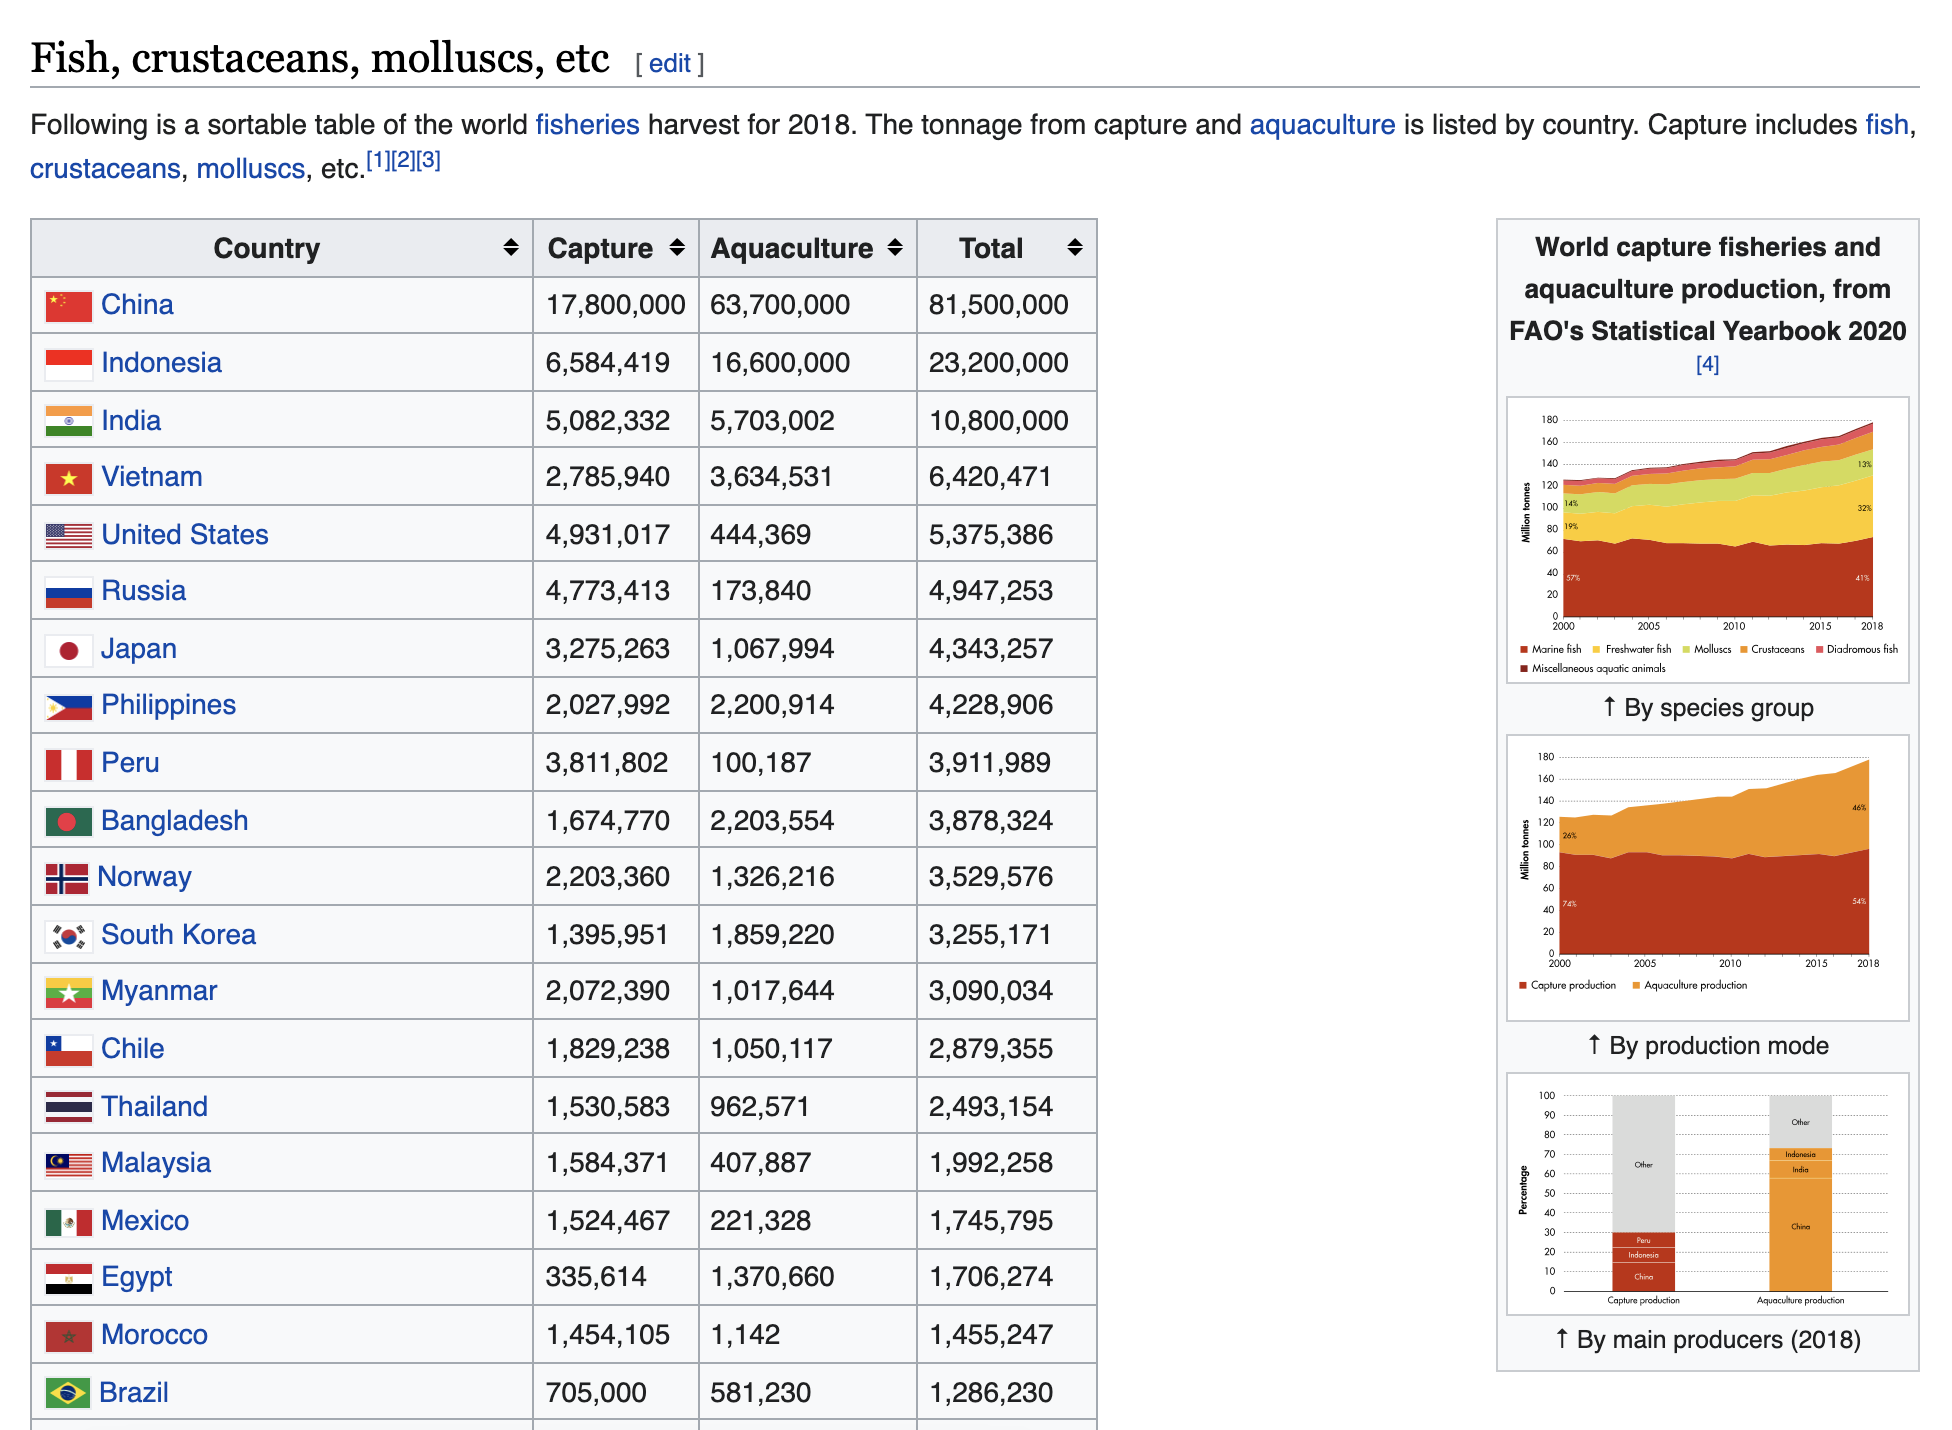 Fish, crustaceans, molluscs, etc [ edit ]
Following is a sortable table of the world fisheries harvest for 2018. The tonnage from capture and aquaculture is listed by country. Capture includes fish,
crustaceans, molluscs, etc.[1][2][3]
Country Capture Aquaculture Total
China 17,800,000 63,700,000 81,500,000
Indonesia 6,584,419 16,600,000 23,200,000
India 5,082,332 5,703,002 10,800,000
Vietnam 2,785,940 3,634,531 6,420,471
United States 4,931,017 444,369 5,375,386
Russia 4,773,413 173,840 4,947,253
Japan 3,275,263 1,067,994 4,343,257
Philippines 2,027,992 2,200,914 4,228,906
Peru 3,811,802 100,187 3,911,989
Bangladesh 1,674,770 2,203,554 3,878,324
Norway 2,203,360 1,326,216 3,529,576
South Korea 1,395,951 1,859,220 3,255,171
Myanmar 2,072,390 1,017,644 3,090,034
Chile 1,829,238 1,050,117 2,879,355
Thailand 1,530,583 962,571 2,493,154
Malaysia 1,584,371 407,887 1,992,258
Mexico 1,524,467 221,328 1,745,795
Egypt 335,614 1,370,660 1,706,274
Morocco 1,454,105 1,142 1,455,247
Brazil 705,000 581,230 1,286,230
World capture fisheries and
aquaculture production, from
FAO's Statistical Yearbook 2020
[4]
Million tonnes
180
160
140
120
100
80
60
40
20
0
14%
19%
57%
13%
32%
41%
2000 2005 2010 2015 2018
Marine fish Freshwater fish Molluscs Crustaceans Diadromous fish
Miscellaneous aquatic animals
↑ By species group
Million tonnes
180
160
140
120
100
80
60
40
20
0
26%
74%
46%
54%
2000 2005 2010 2015 2018
Capture production Aquaculture production
↑ By production mode
Percentage
100
90
80
70
60
50
40
30
20
10
0
Other
Peru
Indonesia
China
Other
Indonesia
India
China
Capture production Aquaculture production
↑ By main producers (2018)